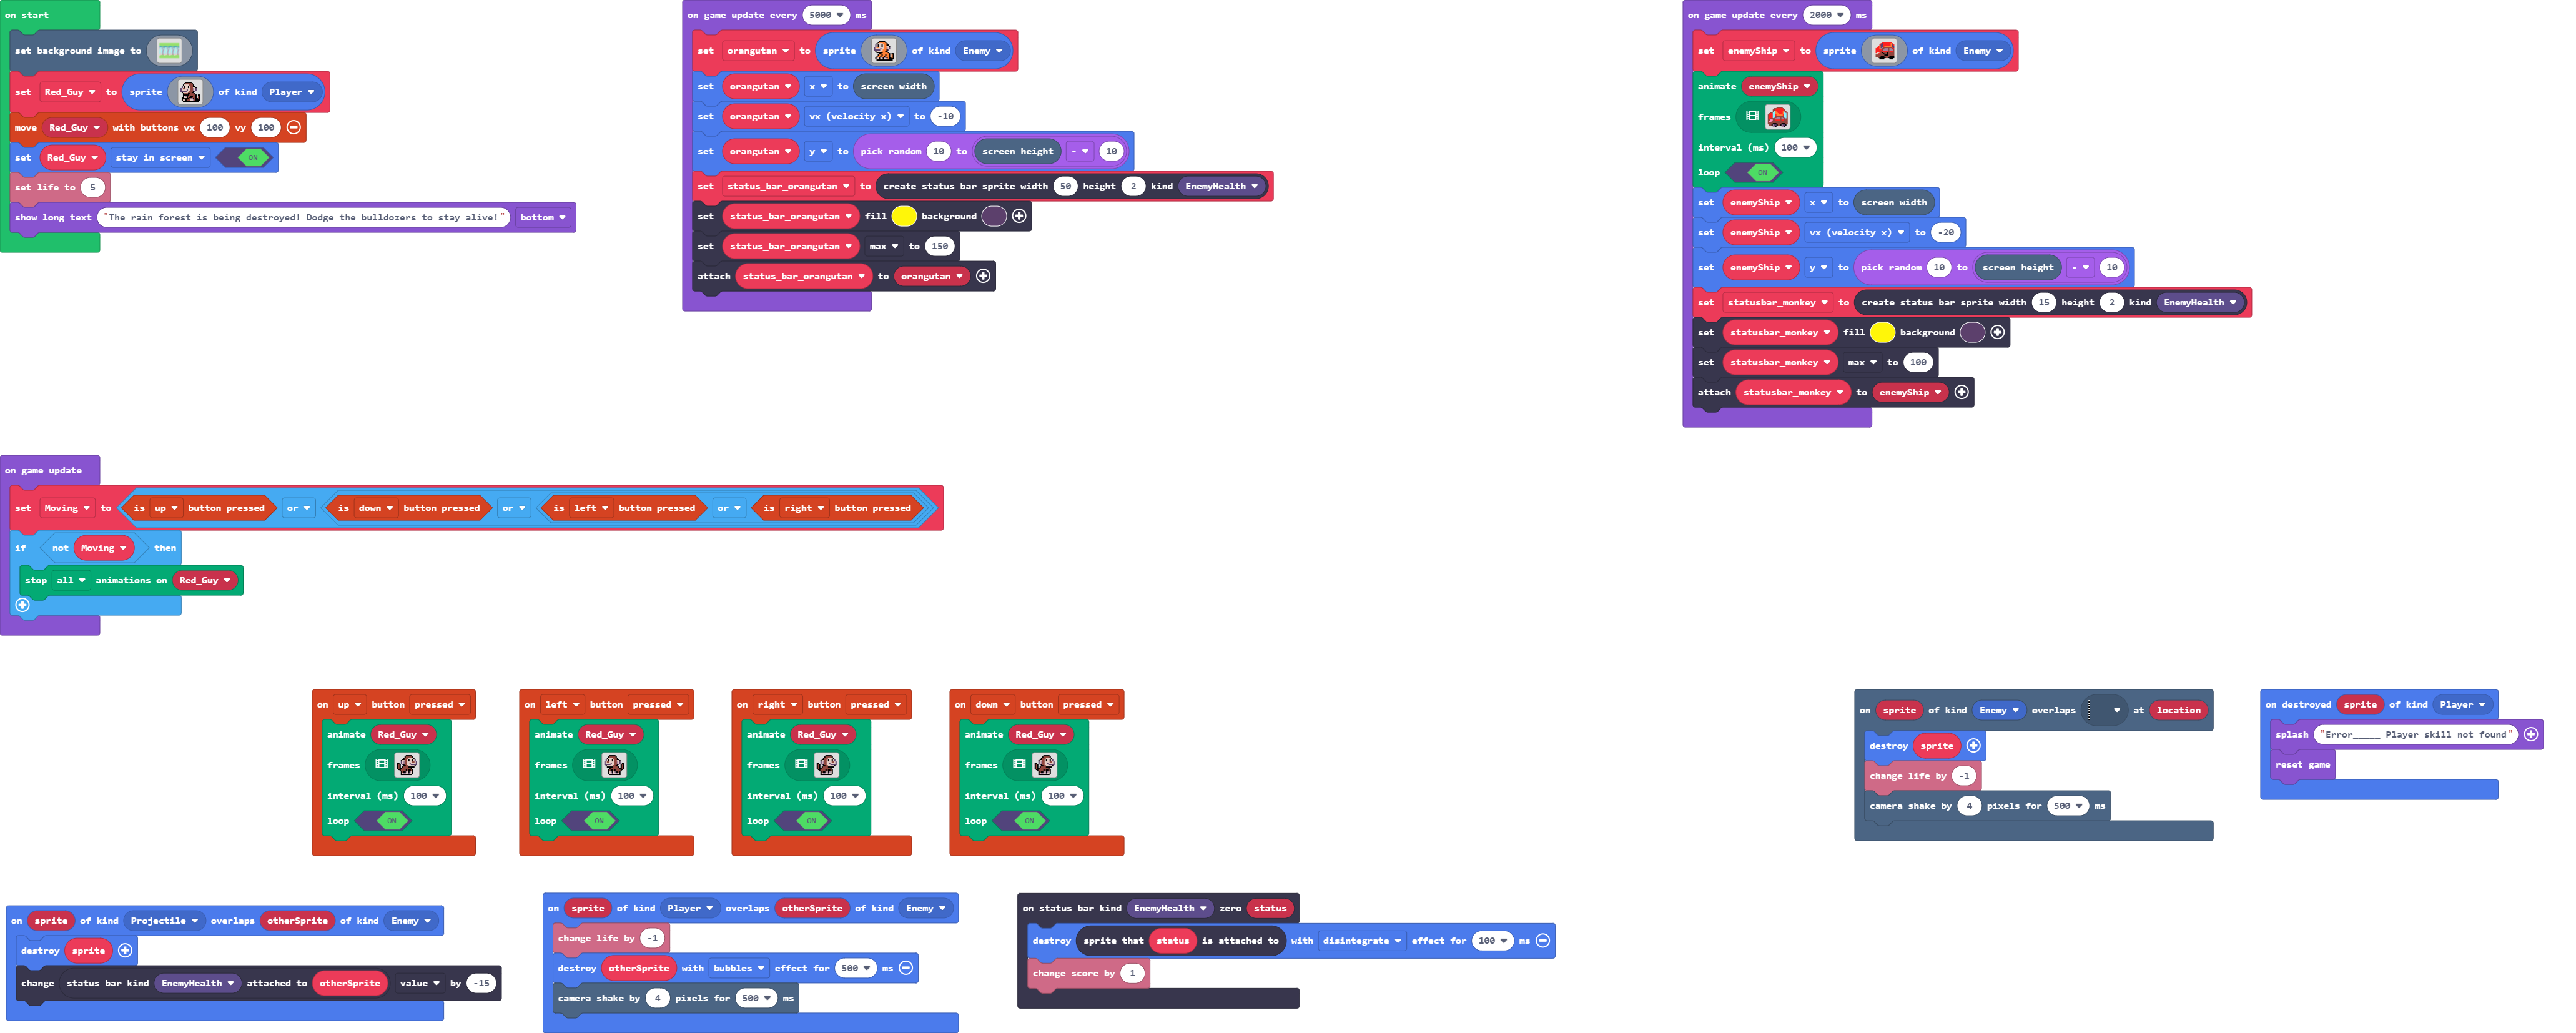 on start
set background image to
set Red_Guy to sprite of kind Player
move Red_Guy with buttons vx 100 vy 100
set Red_Guy stay in screen ON
set life to 5
show long text "The rain forest is being destroyed! Dodge the bulldozers to stay alive!" bottom
on game update every 5000 ms
set orangutan to sprite of kind Enemy
set orangutan x to screen width
set orangutan vx (velocity x) to -10
set orangutan y to pick random 10 to screen height - 10
set status_bar_orangutan to create status bar sprite width 50 height 2 kind EnemyHealth
set status_bar_orangutan fill background
set status_bar_orangutan max to 150
attach status_bar_orangutan to orangutan
on game update every 2000 ms
set enemyShip to sprite of kind Enemy
animate enemyShip
frames
interval (ms) 100
loop ON
set enemyShip x to screen width
set enemyShip vx (velocity x) to -20
set enemyShip y to pick random 10 to screen height - 10
set statusbar_monkey to create status bar sprite width 15 height 2 kind EnemyHealth
set statusbar_monkey fill background
set statusbar_monkey max to 100
attach statusbar_monkey to enemyShip
on game update
set Moving to is up button pressed or is down button pressed or is left button pressed or is right button pressed
if not Moving then
stop all animations on Red_Guy
on up button pressed
animate Red_Guy
frames
interval (ms) 100
loop ON
on left button pressed
animate Red_Guy
frames
interval (ms) 100
loop ON
on right button pressed
animate Red_Guy
frames
interval (ms) 100
loop ON
on down button pressed
animate Red_Guy
frames
interval (ms) 100
loop ON
on sprite of kind Enemy overlaps at location
destroy sprite
change life by -1
camera shake by 4 pixels for 500 ms
on destroyed sprite of kind Player
splash "Error_____ Player skill not found"
reset game
on sprite of kind Projectile overlaps otherSprite of kind Enemy
destroy sprite
change status bar kind EnemyHealth attached to otherSprite value by -15
on sprite of kind Player overlaps otherSprite of kind Enemy
change life by -1
destroy otherSprite with bubbles effect for 500 ms
camera shake by 4 pixels for 500 ms
on status bar kind EnemyHealth zero status
destroy sprite that status is attached to with disintegrate effect for 100 ms
change score by 1